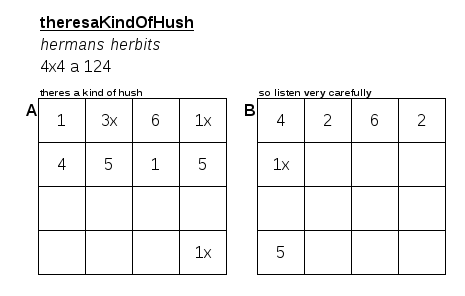 theresaKindOfHush
hermans herbits
4x4 a 124
theres a kind of hush
so listen very carefully
A
1 3x 6 1x
4 5 1 5
1x
B
4 2 6 2
1x
5